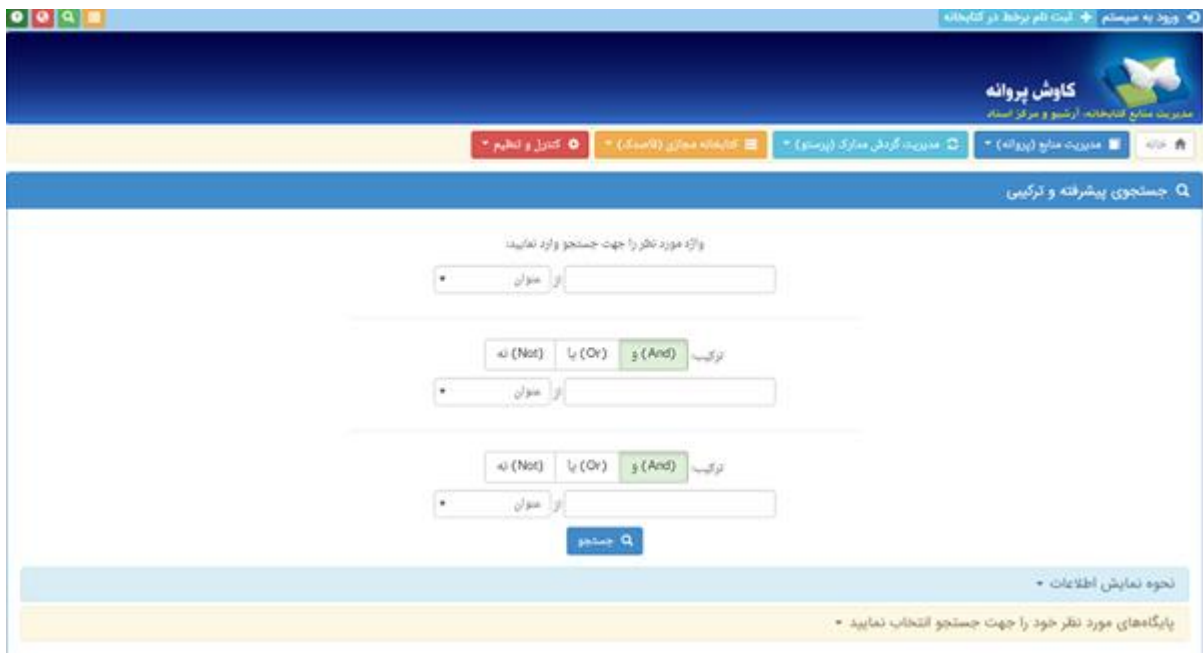 ورود به سیستم ثبت نام برخط در کتابخانه
کاوش پروانه
مدیریت منابع کتابخانه، آرشیو و مرکز اسناد
خانه مدیریت منابع (پروانه) مدیریت گردش مدارک (پرستو) کتابخانه مجازی (قاصدک) کنترل و تنظیم
جستجوی پیشرفته و ترکیبی
واژه مورد نظر را جهت جستجو وارد نمایید:
از عنوان
ترکیب: (And) و (Or) یا (Not) نه
از عنوان
ترکیب: (And) و (Or) یا (Not) نه
از عنوان
جستجو
نحوه نمایش اطلاعات
پایگاه‌های مورد نظر خود را جهت جستجو انتخاب نمایید